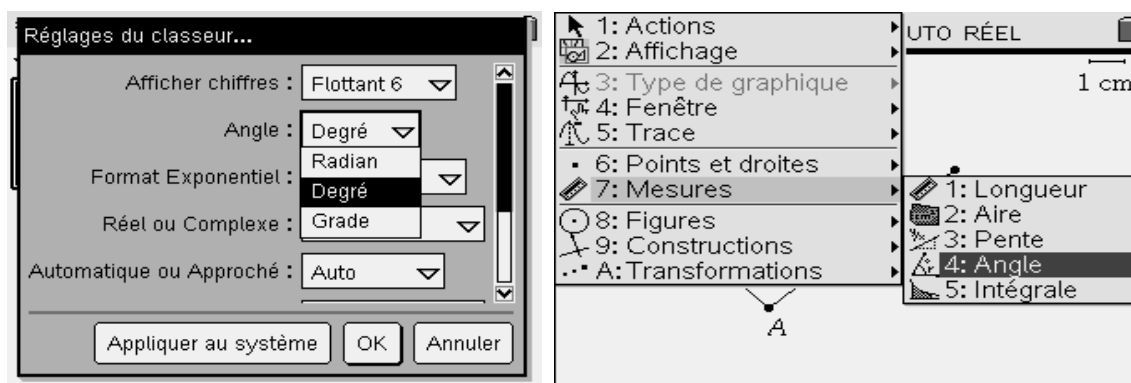 Réglages du classeur...
Afficher chiffres : Flottant 6
Angle : Degré
Radian
Degré
Grade
Format Exponentiel :
Réel ou Complexe :
Automatique ou Approché : Auto
Appliquer au système OK Annuler
1: Actions
2: Affichage
3: Type de graphique
4: Fenêtre
5: Trace
6: Points et droites
7: Mesures
8: Figures
9: Constructions
A: Transformations
UTO RÉEL
1 cm
1: Longueur
2: Aire
3: Pente
4: Angle
5: Intégrale
A